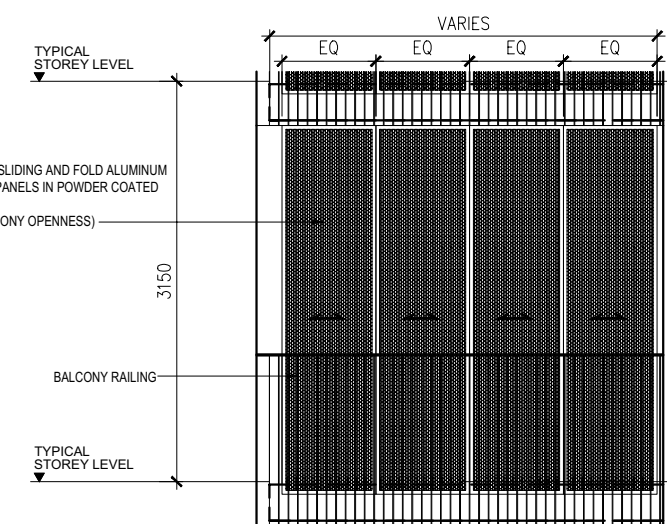 VARIES
EQ EQ EQ EQ
TYPICAL
STOREY LEVEL
SLIDING AND FOLD ALUMINUM
PANELS IN POWDER COATED
ONY OPENNESS)
3150
BALCONY RAILING
TYPICAL
STOREY LEVEL